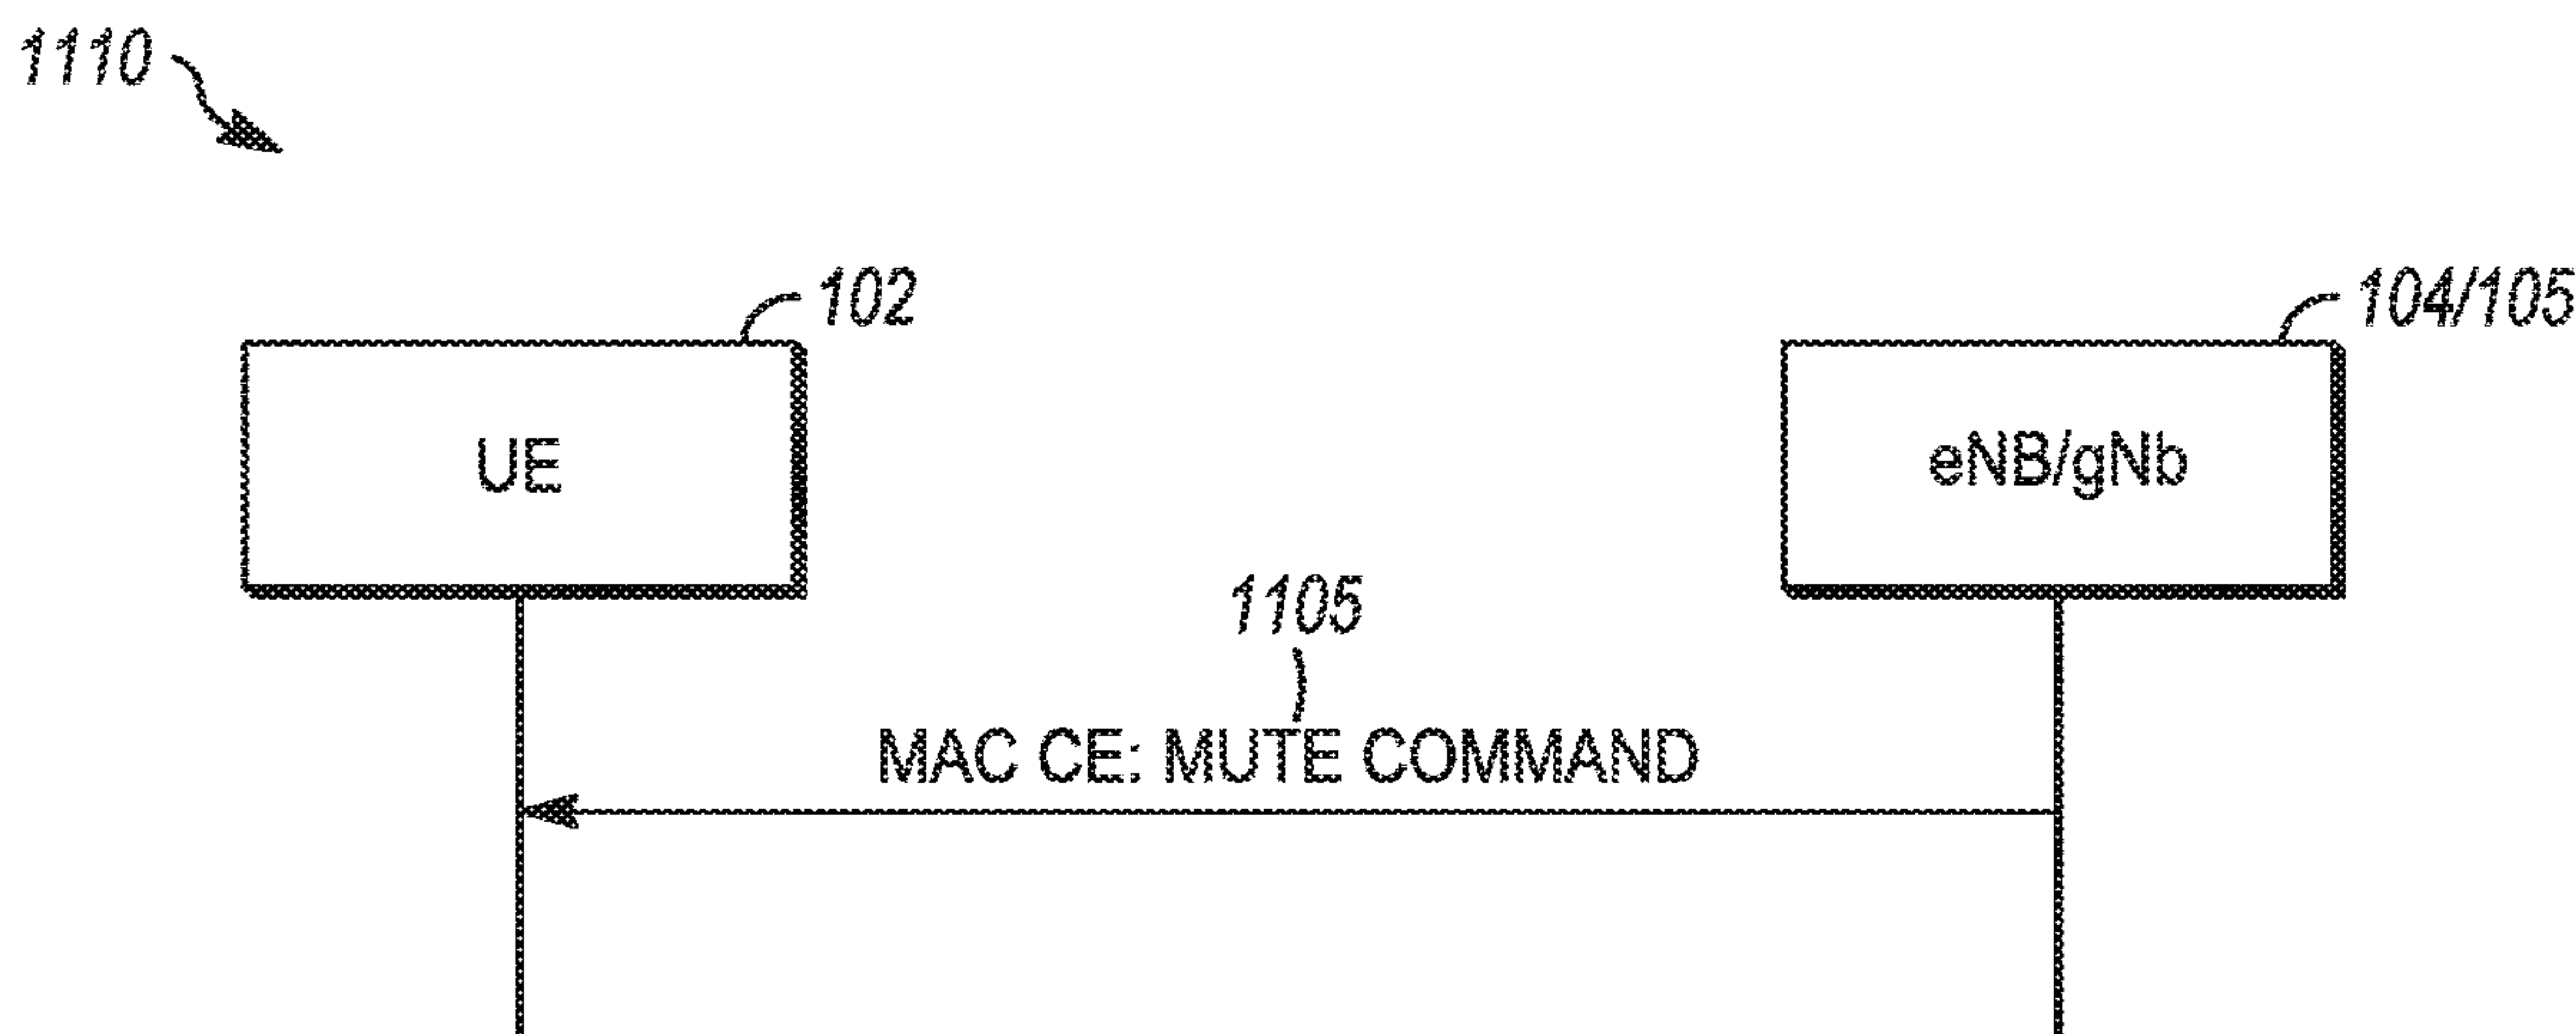 1110
102
104/105
UE
eNB/gNb
1105
MAC CE: MUTE COMMAND